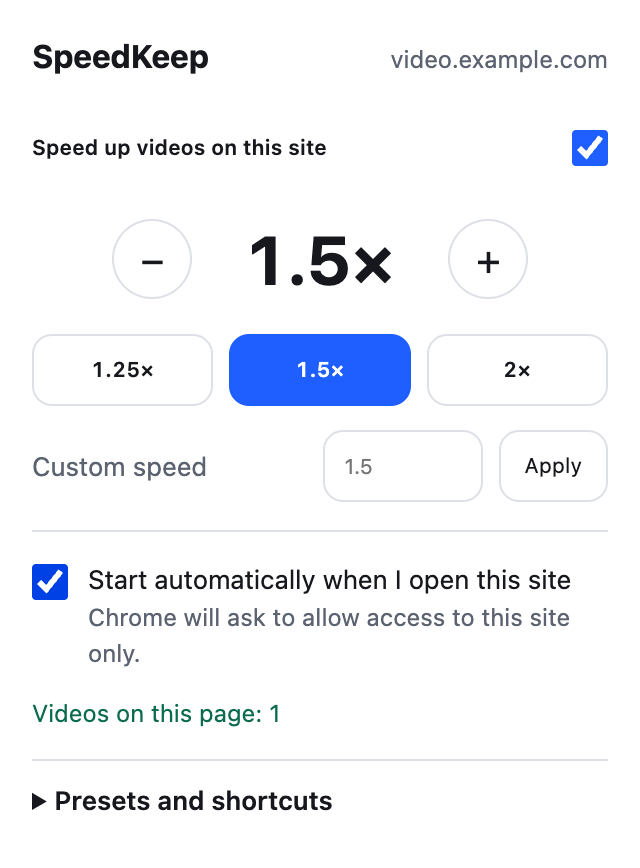 SpeedKeep
video.example.com
Speed up videos on this site
− 1.5× +
1.25× 1.5× 2×
Custom speed 1.5 Apply
Start automatically when I open this site
Chrome will ask to allow access to this site
only.
Videos on this page: 1
Presets and shortcuts